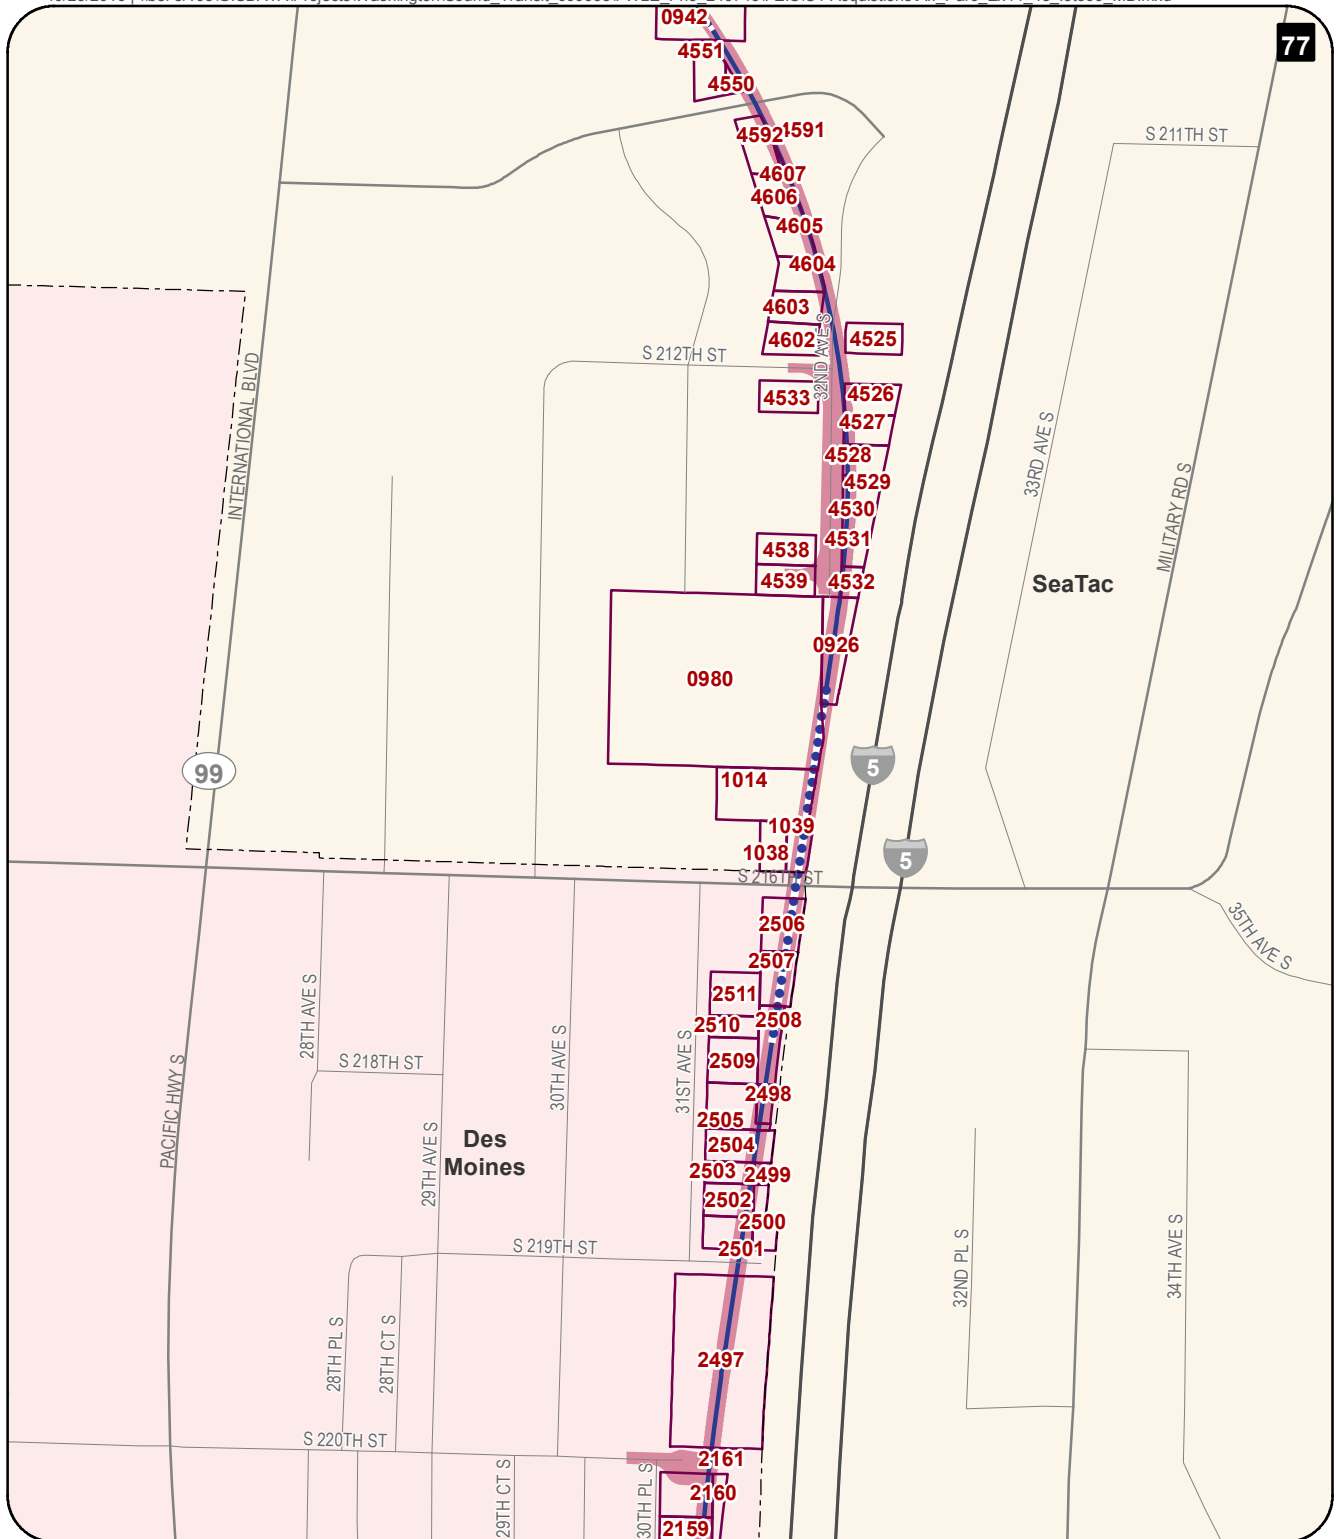 77
0942
4551
4550
4592
4591
S 211TH ST
4607
4606
4605
4604
4603
4602
32ND AVE S
4525
S 212TH ST
INTERNATIONAL BLVD
4533
4526
4527
4528
4529
4530
4531
4532
4538
4539
33RD AVE S
MILITARY RD S
SeaTac
0926
0980
99
5
1014
1039
1038
5
S 216TH ST
2506
35TH AVE S
2507
2511
28TH AVE S
2510
2508
S 218TH ST
2509
30TH AVE S
31ST AVE S
2498
PACIFIC HWY S
2505
Des
Moines
2504
29TH AVE S
2503
2499
2502
2500
2501
S 219TH ST
32ND PL S
34TH AVE S
28TH PL S
28TH CT S
2497
S 220TH ST
2161
29TH CT S
30TH PL S
2160
2159